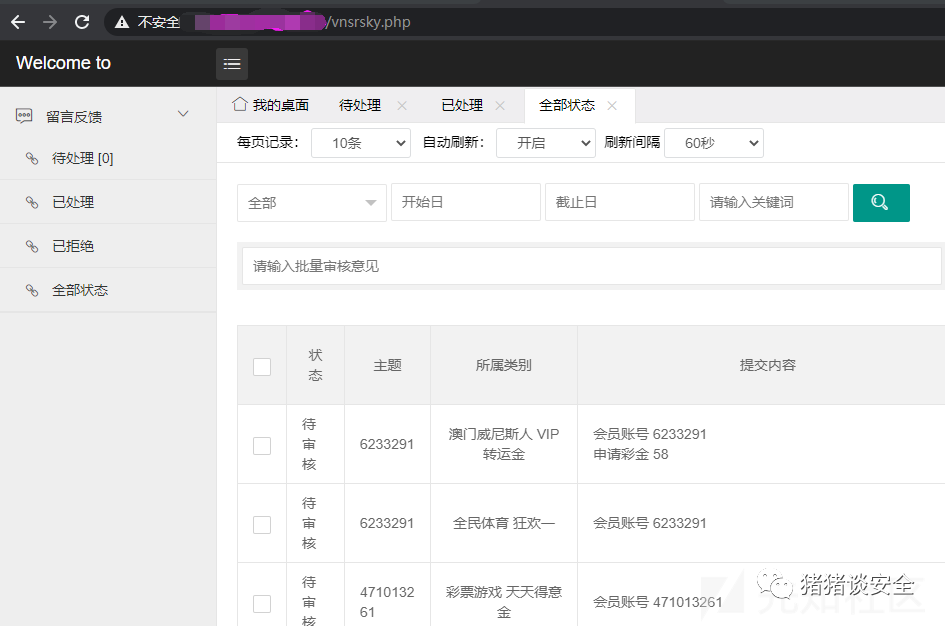 不安全 /vnsrsky.php
Welcome to
留言反馈
待处理 [0]
已处理
已拒绝
全部状态
我的桌面 待处理 已处理 全部状态
每页记录： 10条 自动刷新： 开启 刷新间隔 60秒
全部 开始日 截止日 请输入关键词
请输入批量审核意见
状态 主题 所属类别 提交内容
待审核 6233291 澳门威尼斯人 VIP 转运金 会员账号 6233291
申请彩金 58
待审核 6233291 全民体育 狂欢一 会员账号 6233291
待审核 471013261 彩票游戏 天天得意金 会员账号 471013261
猪猪谈安全
先知社区